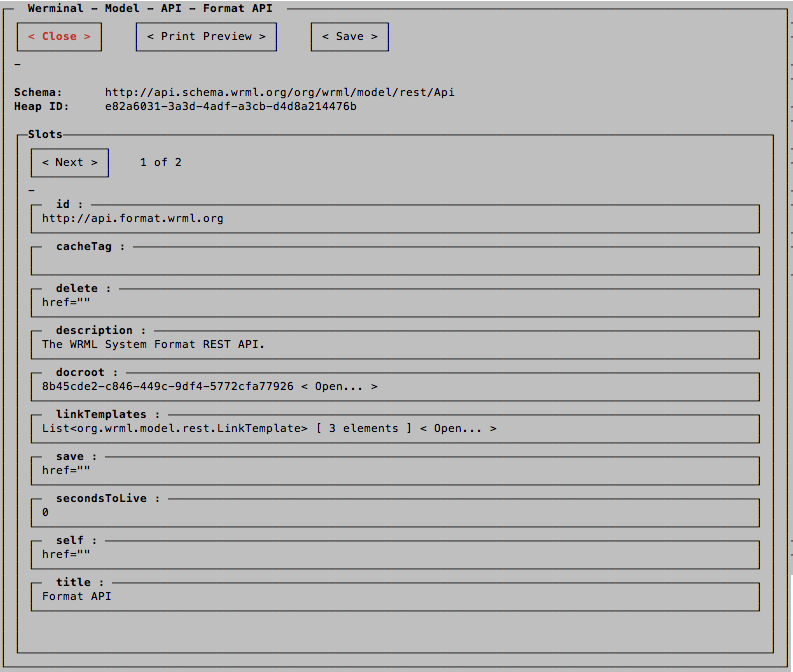 Werminal - Model - API - Format API
< Close > < Print Preview > < Save >
Schema: http://api.schema.wrml.org/org/wrml/model/rest/Api
Heap ID: e82a6031-3a3d-4adf-a3cb-d4d8a214476b
Slots
< Next > 1 of 2
id :
http://api.format.wrml.org
cacheTag :
delete :
href=""
description :
The WRML System Format REST API.
docroot :
8b45cde2-c846-449c-9df4-5772cfa77926 < Open... >
linkTemplates :
List<org.wrml.model.rest.LinkTemplate> [ 3 elements ] < Open... >
save :
href=""
secondsToLive :
0
self :
href=""
title :
Format API